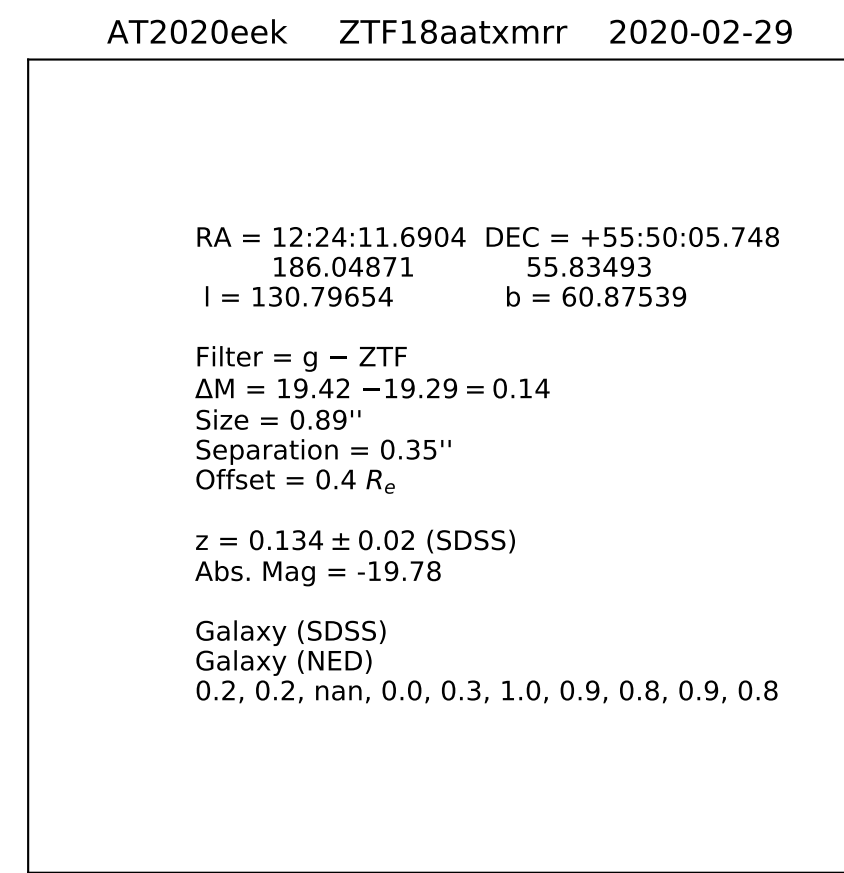 AT2020eek ZTF18aatxmrr 2020-02-29
RA = 12:24:11.6904 DEC = +55:50:05.748
186.04871 55.83493
l = 130.79654 b = 60.87539
Filter = g − ZTF
ΔM = 19.42 −19.29 = 0.14
Size = 0.89''
Separation = 0.35''
Offset = 0.4 Rₑ
z = 0.134 ± 0.02 (SDSS)
Abs. Mag = -19.78
Galaxy (SDSS)
Galaxy (NED)
0.2, 0.2, nan, 0.0, 0.3, 1.0, 0.9, 0.8, 0.9, 0.8